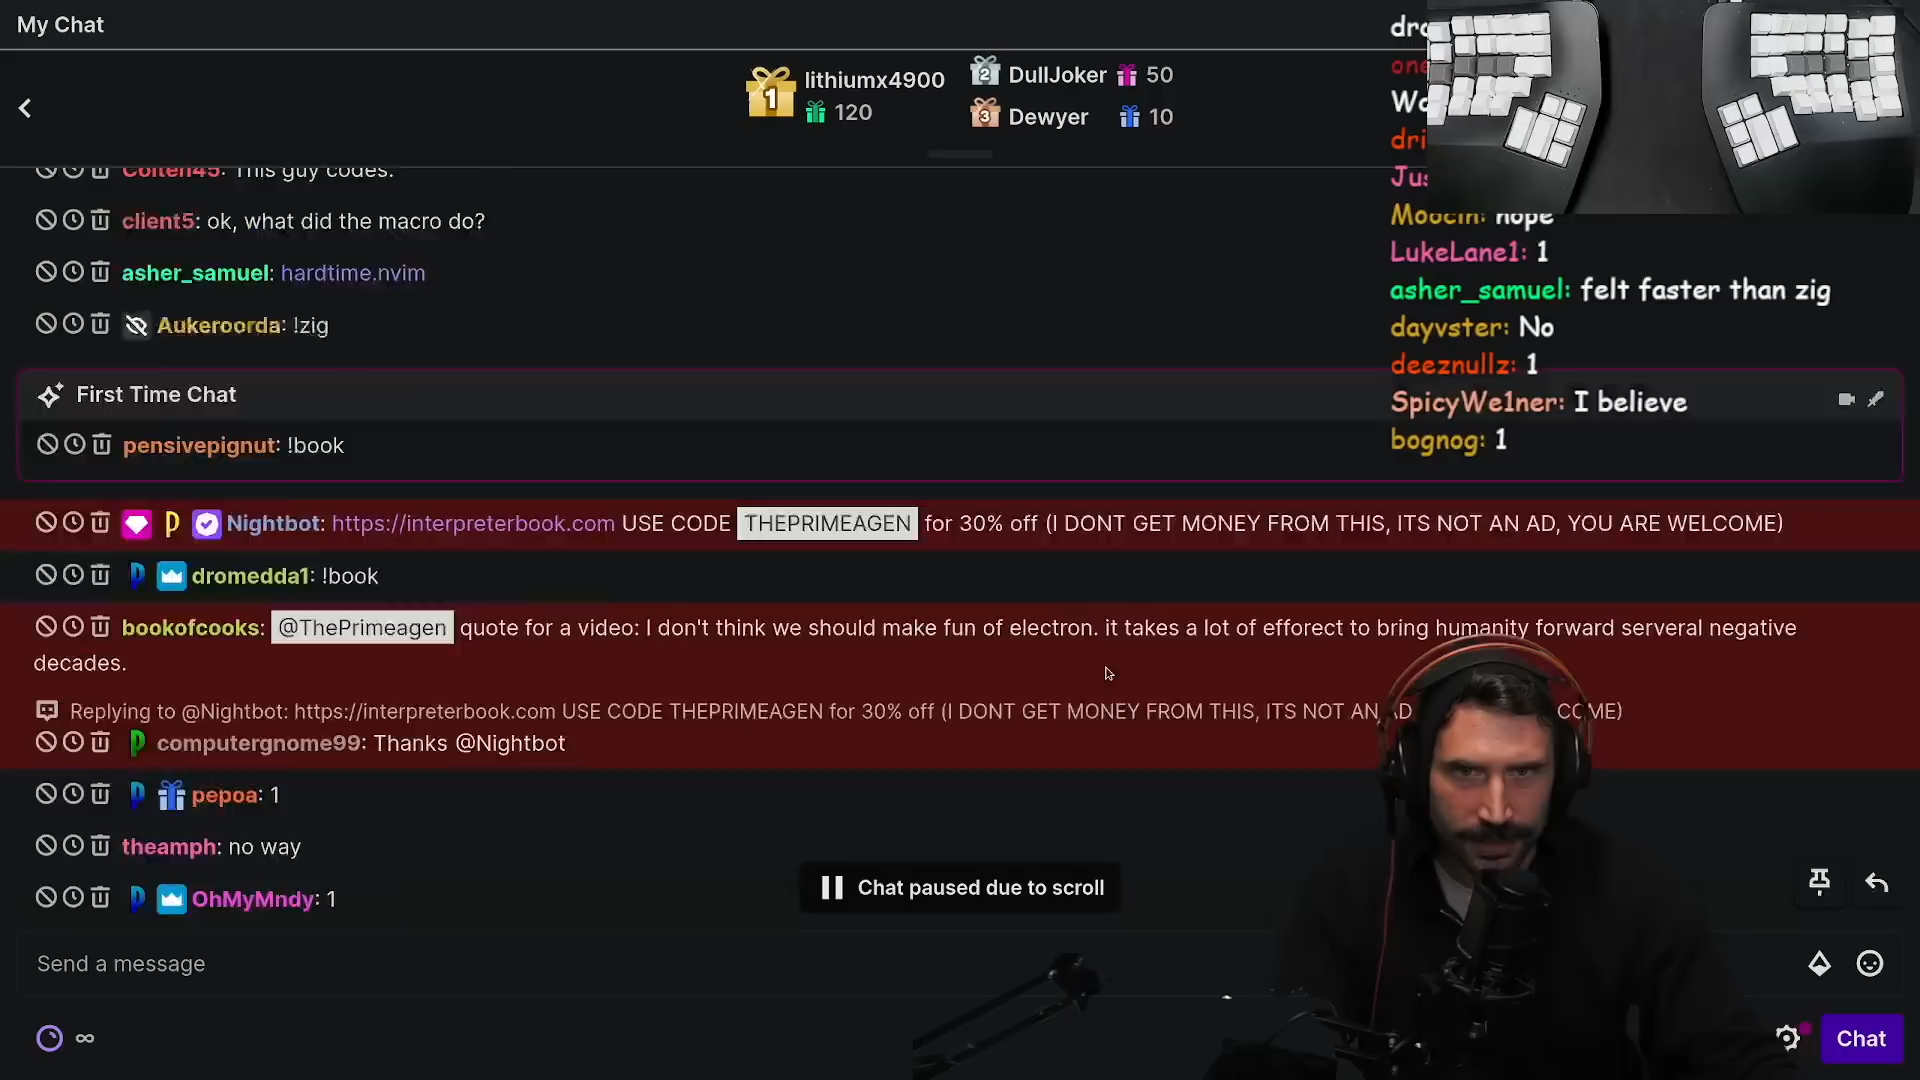 My Chat
1 lithiumx4900
120
2 DullJoker 50
3 Dewyer 10
Colten45: This guy codes.
client5: ok, what did the macro do?
asher_samuel: hardtime.nvim
Aukeroorda: !zig
First Time Chat
pensivepignut: !book
Nightbot: https://interpreterbook.com USE CODE THEPRIMEAGEN for 30% off (I DONT GET MONEY FROM THIS, ITS NOT AN AD, YOU ARE WELCOME)
dromedda1: !book
bookofcooks: @ThePrimeagen quote for a video: I don't think we should make fun of electron. it takes a lot of efforect to bring humanity forward serveral negative
decades.
Replying to @Nightbot: https://interpreterbook.com USE CODE THEPRIMEAGEN for 30% off (I DONT GET MONEY FROM THIS, ITS NOT AN AD
computergnome99: Thanks @Nightbot
pepoa: 1
theamph: no way
OhMyMndy: 1
Chat paused due to scroll
Send a message
∞
Chat
Moocin: nope
LukeLane1: 1
asher_samuel: felt faster than zig
dayvster: No
deeznullz: 1
SpicyWe1ner: I believe
bognog: 1